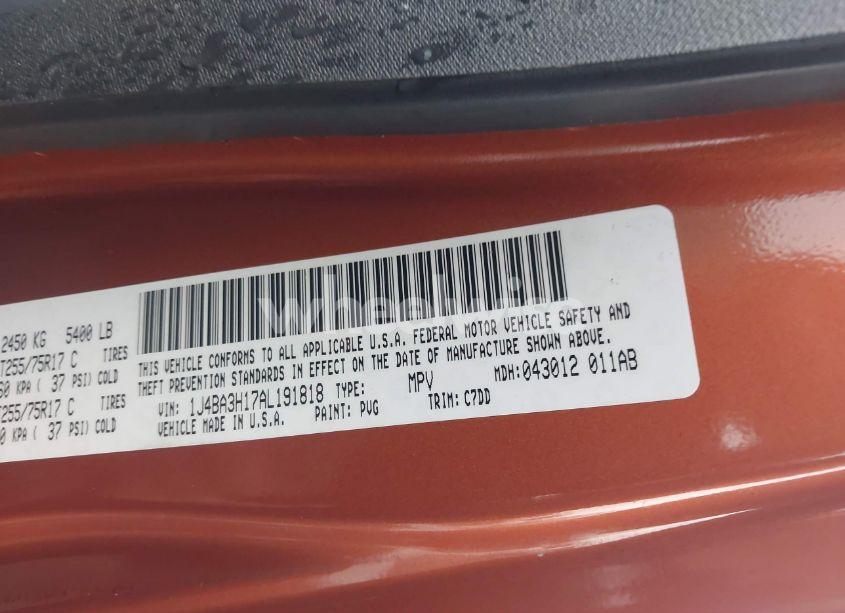 2450 KG 5400 LB
T255/75R17 C TIRES
60 KPA ( 37 PSI) COLD
T255/75R17 C TIRES
0 KPA ( 37 PSI) COLD
THIS VEHICLE CONFORMS TO ALL APPLICABLE U.S.A. FEDERAL MOTOR VEHICLE SAFETY AND
THEFT PREVENTION STANDARDS IN EFFECT ON THE DATE OF MANUFACTURE SHOWN ABOVE.
VIN: 1J4BA3H17AL191818 TYPE: MPV MDH: 043012 011AB
VEHICLE MADE IN U.S.A. PAINT: PVG TRIM: C7DD